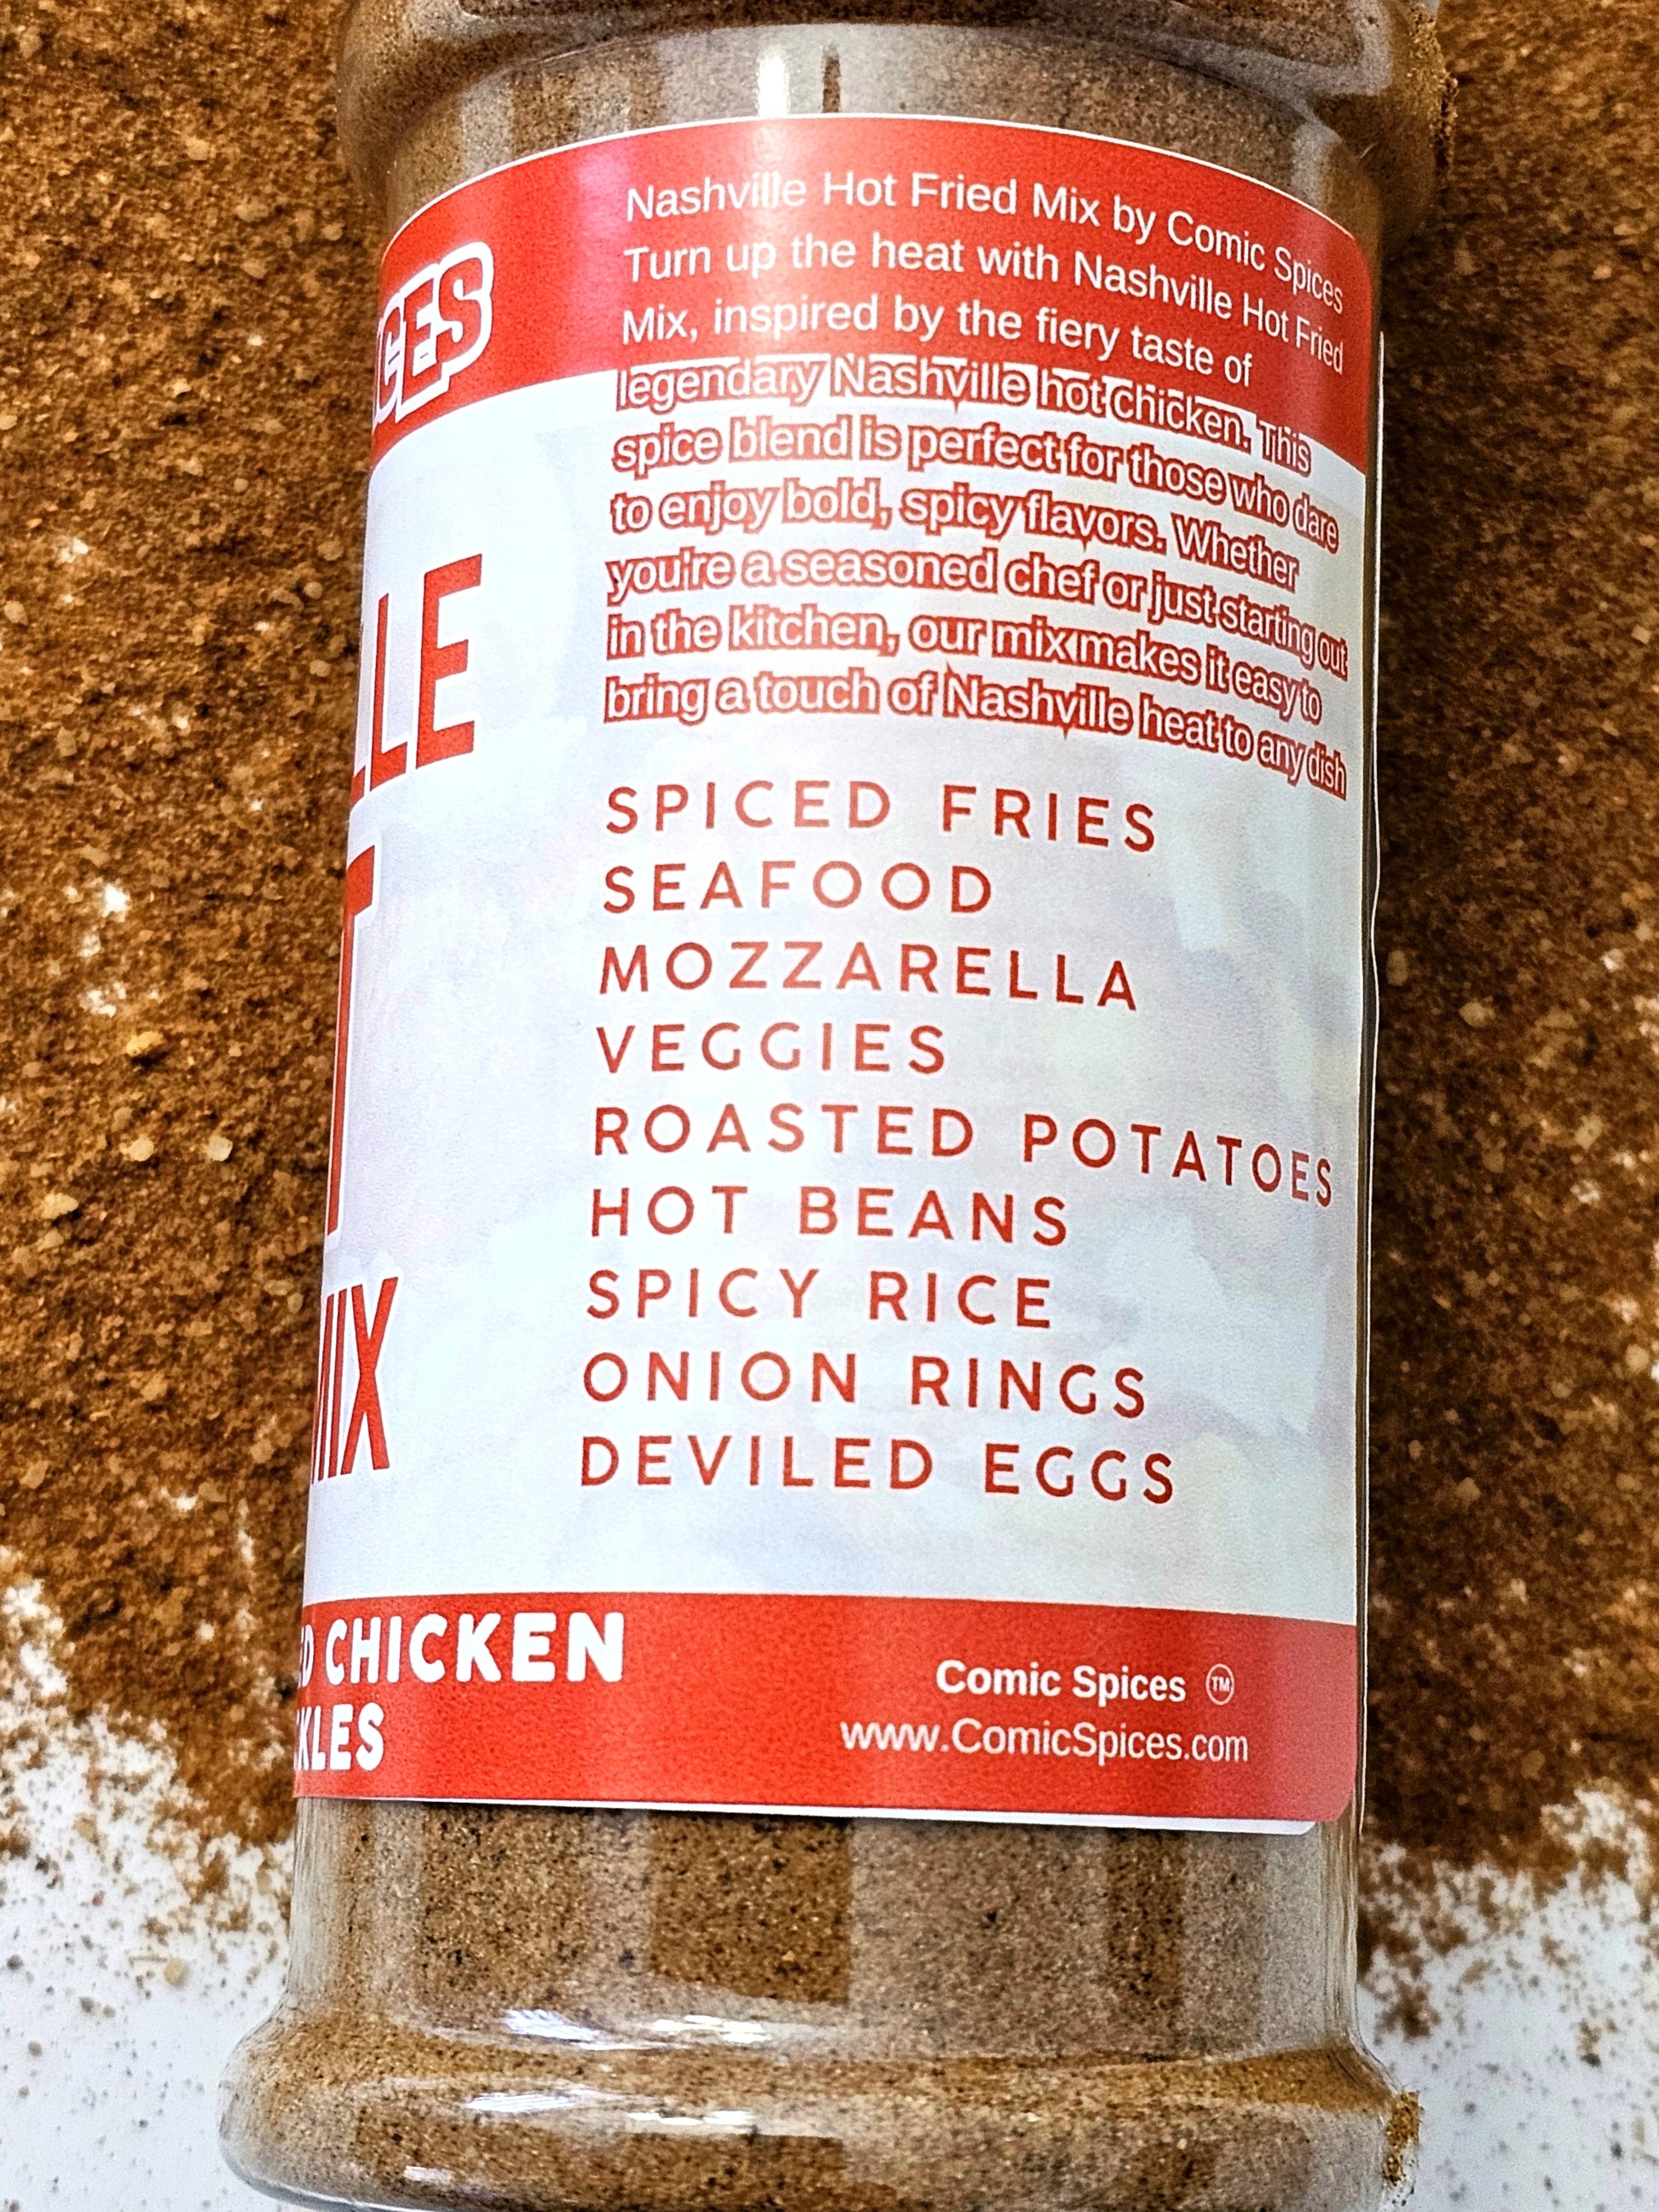 Nashville Hot Fried Mix by Comic Spices
Turn up the heat with Nashville Hot Fried
Mix, inspired by the fiery taste of
legendary Nashville hot chicken. This
spice blend is perfect for those who dare
to enjoy bold, spicy flavors. Whether
you're a seasoned chef or just starting out
in the kitchen, our mix makes it easy to
bring a touch of Nashville heat to any dish
SPICED FRIES
SEAFOOD
MOZZARELLA
VEGGIES
ROASTED POTATOES
HOT BEANS
SPICY RICE
ONION RINGS
DEVILED EGGS
CHICKEN
Comic Spices ™
www.ComicSpices.com